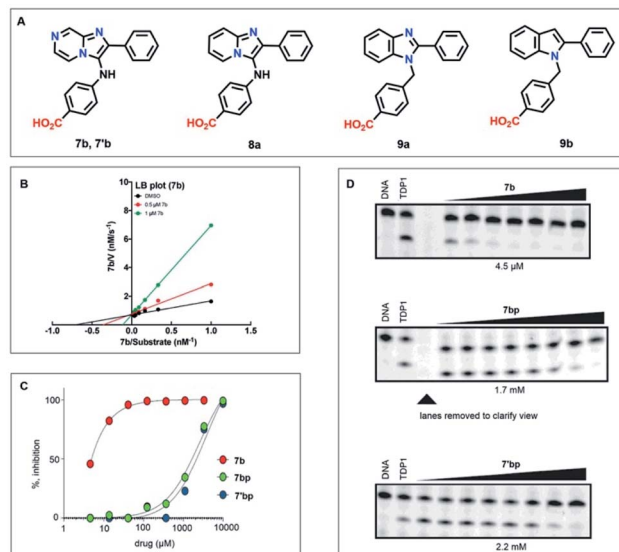 A
N
N
N
NH
HO₂C
7b, 7'b
N
N
NH
HO₂C
8a
N
N
HO₂C
9a
N
HO₂C
9b
B
LB plot (7b)
DMSO
0.5 µM 7b
1 µM 7b
7b/V (nM/s⁻¹)
10
8
6
4
2
-1.0
-0.5
0.0
0.5
1.0
1.5
7b/Substrate (nM⁻¹)
C
%, inhibition
100
50
0
1
10
100
1000
10000
drug (µM)
7b
7bp
7'bp
D
DNA
TDP1
7b
4.5 µM
DNA
TDP1
7bp
1.7 mM
lanes removed to clarify view
DNA
TDP1
7'bp
2.2 mM